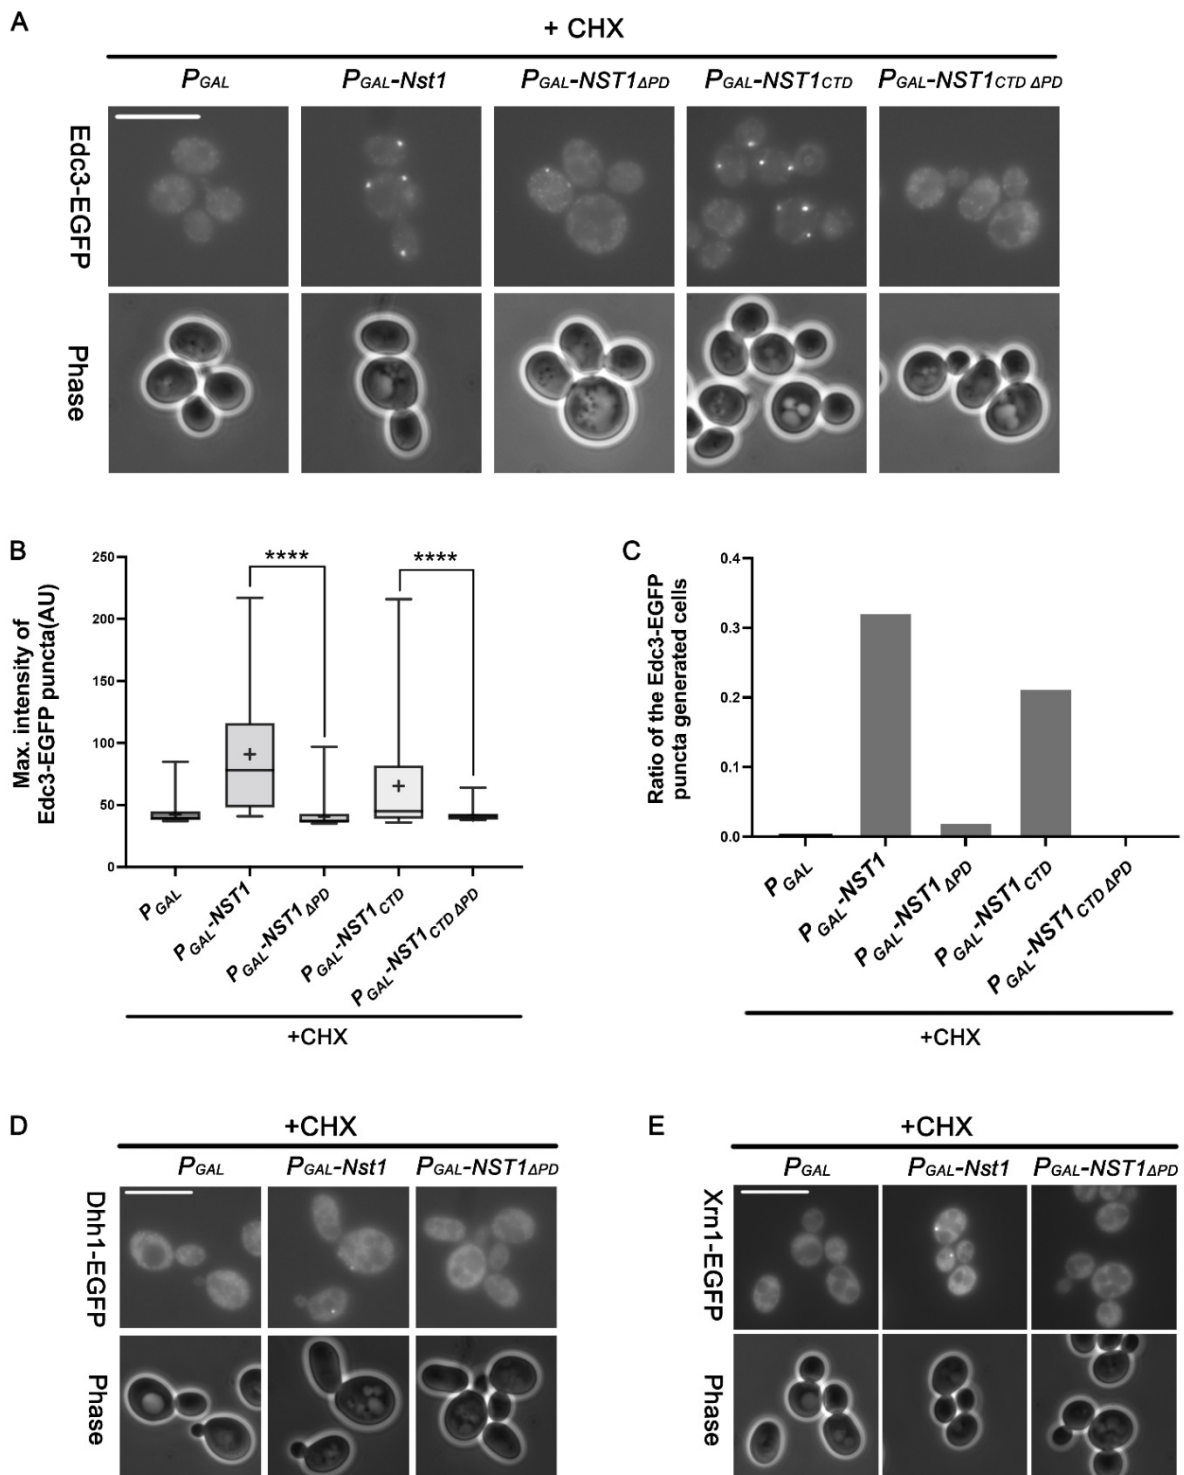 A
+ CHX
PGAL PGAL-Nst1 PGAL-NST1ΔPD PGAL-NST1CTD PGAL-NST1CTD ΔPD
Edc3-EGFP
Phase
B
Max. intensity of
Edc3-EGFP puncta(AU)
250
200
150
100
50
0
****
****
PGAL
PGAL-NST1
PGAL-NST1ΔPD
PGAL-NST1CTD
PGAL-NST1CTD ΔPD
+CHX
C
Ratio of the Edc3-EGFP
puncta generated cells
0.4
0.3
0.2
0.1
0.0
PGAL
PGAL-NST1
PGAL-NST1ΔPD
PGAL-NST1CTD
PGAL-NST1CTD ΔPD
+CHX
D
+CHX
PGAL PGAL-Nst1 PGAL-NST1ΔPD
Dhh1-EGFP
Phase
E
+CHX
PGAL PGAL-Nst1 PGAL-NST1ΔPD
Xrn1-EGFP
Phase